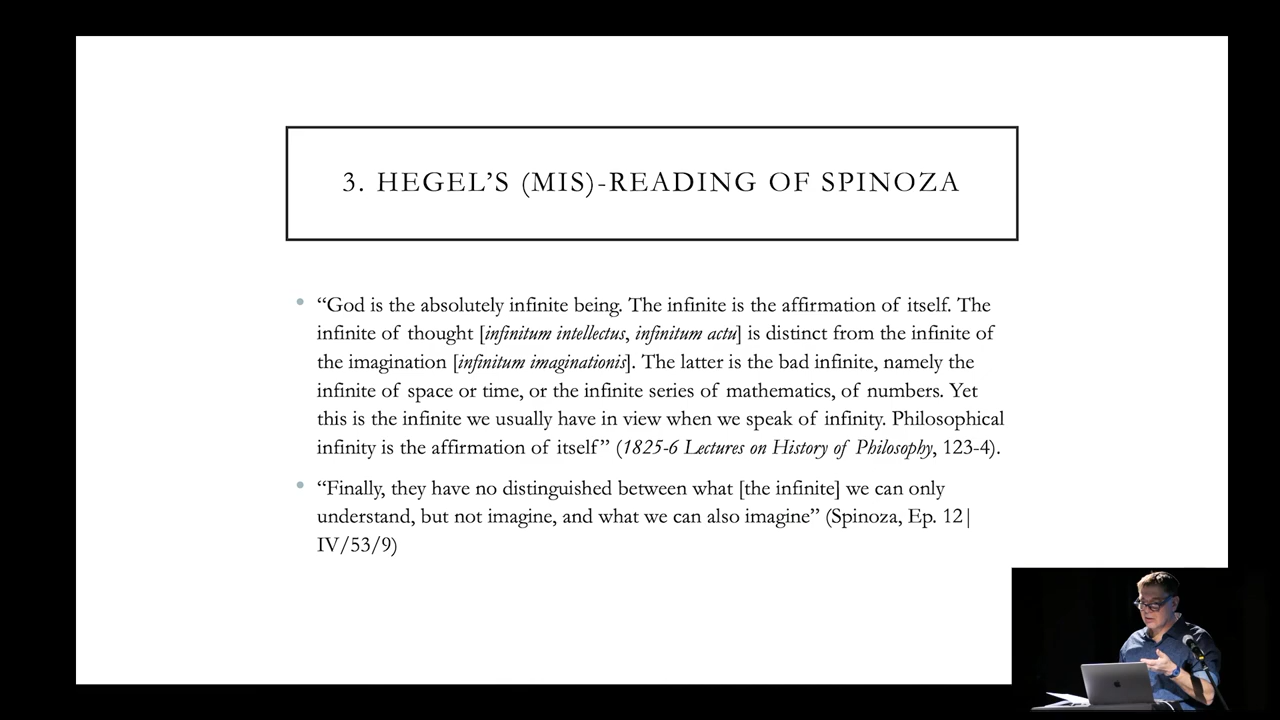 3. HEGEL’S (MIS)-READING OF SPINOZA
• “God is the absolutely infinite being. The infinite is the affirmation of itself. The
infinite of thought [infinitum intellectus, infinitum actu] is distinct from the infinite of
the imagination [infinitum imaginationis]. The latter is the bad infinite, namely the
infinite of space or time, or the infinite series of mathematics, of numbers. Yet
this is the infinite we usually have in view when we speak of infinity. Philosophical
infinity is the affirmation of itself” (1825-6 Lectures on History of Philosophy, 123-4).
• “Finally, they have no distinguished between what [the infinite] we can only
understand, but not imagine, and what we can also imagine” (Spinoza, Ep. 12|
IV/53/9)